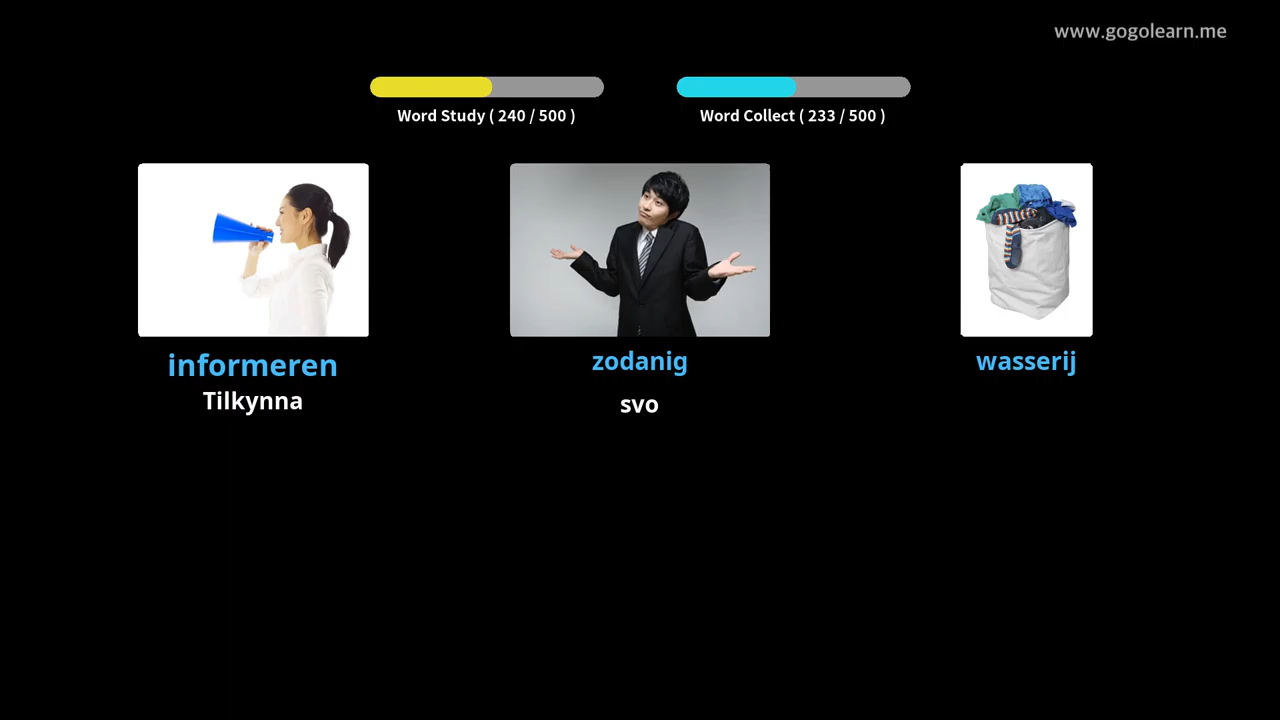 www.gogolearn.me
Word Study ( 240 / 500 )
Word Collect ( 233 / 500 )
informeren
Tilkynna
zodanig
svo
wasserij